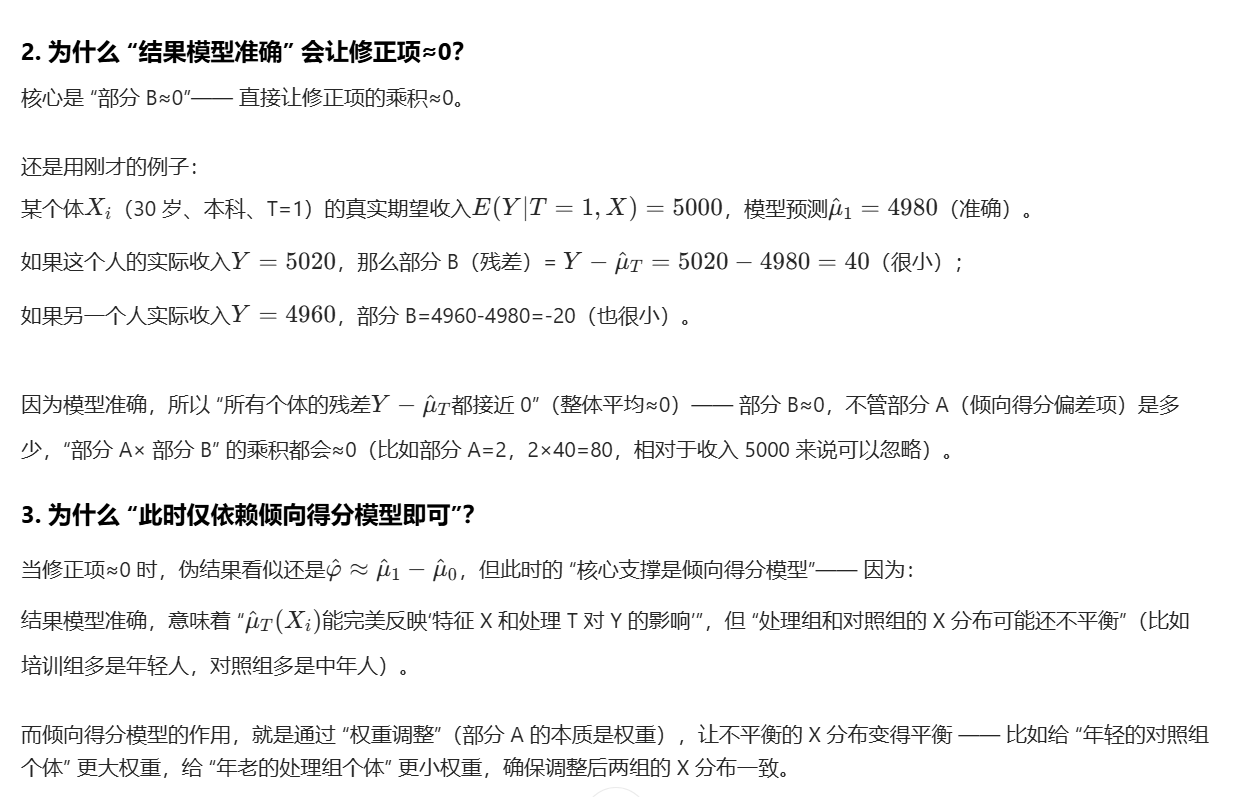 2. 为什么 “结果模型准确” 会让修正项≈0?
核心是 “部分 B≈0”—— 直接让修正项的乘积≈0。
还是用刚才的例子：
某个体$X_i$（30 岁、本科、T=1）的真实期望收入$E(Y|T=1,X)=5000$，模型预测$\hat{\mu}_1=4980$（准确）。
如果这个人的实际收入$Y=5020$，那么部分 B（残差）= $Y-\hat{\mu}_T=5020-4980=40$（很小）；
如果另一个人实际收入$Y=4960$，部分 B=4960-4980=-20（也很小）。
因为模型准确，所以 “所有个体的残差$Y-\hat{\mu}_T$都接近 0”（整体平均≈0）—— 部分 B≈0，不管部分 A（倾向得分偏差项）是多
少，“部分 A× 部分 B” 的乘积都会≈0（比如部分 A=2，2×40=80，相对于收入 5000 来说可以忽略）。
3. 为什么 “此时仅依赖倾向得分模型即可”?
当修正项≈0 时，伪结果看似还是$\hat{\varphi}\approx\hat{\mu}_1-\hat{\mu}_0$，但此时的 “核心支撑是倾向得分模型”—— 因为：
结果模型准确，意味着 “$\hat{\mu}_T(X_i)$能完美反映‘特征 X 和处理 T 对 Y 的影响’”，但 “处理组和对照组的 X 分布可能还不平衡”（比如
培训组多是年轻人，对照组多是中年人）。
而倾向得分模型的作用，就是通过 “权重调整”（部分 A 的本质是权重），让不平衡的 X 分布变得平衡 —— 比如给 “年轻的对照组
个体” 更大权重，给 “年老的处理组个体” 更小权重，确保调整后两组的 X 分布一致。